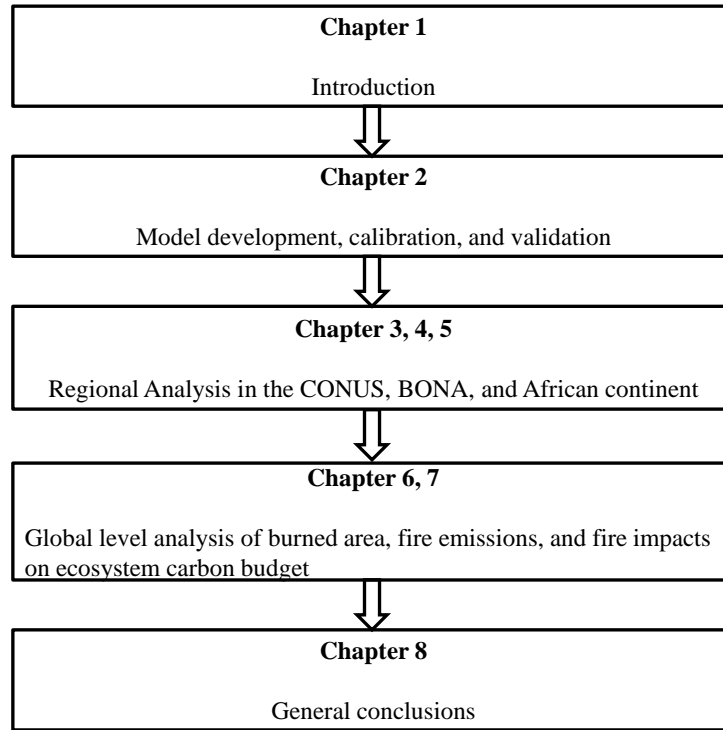 Chapter 1
Introduction
Chapter 2
Model development, calibration, and validation
Chapter 3, 4, 5
Regional Analysis in the CONUS, BONA, and African continent
Chapter 6, 7
Global level analysis of burned area, fire emissions, and fire impacts
on ecosystem carbon budget
Chapter 8
General conclusions